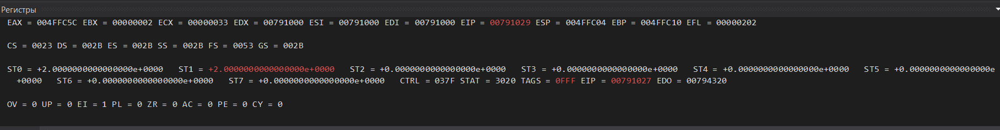 Регистры
EAX = 004FFC5C EBX = 00000002 ECX = 00000033 EDX = 00791000 ESI = 00791000 EDI = 00791000 EIP = 00791029 ESP = 004FFC04 EBP = 004FFC10 EFL = 00000202
CS = 0023 DS = 002B ES = 002B SS = 002B FS = 0053 GS = 002B
ST0 = +2.0000000000000000e+0000 ST1 = +2.0000000000000000e+0000 ST2 = +0.0000000000000000e+0000 ST3 = +0.0000000000000000e+0000 ST4 = +0.0000000000000000e+0000 ST5 = +0.0000000000000000e
+0000 ST6 = +0.0000000000000000e+0000 ST7 = +0.0000000000000000e+0000 CTRL = 037F STAT = 3020 TAGS = 0FFF EIP = 00791027 EDO = 00794320
OV = 0 UP = 0 EI = 1 PL = 0 ZR = 0 AC = 0 PE = 0 CY = 0